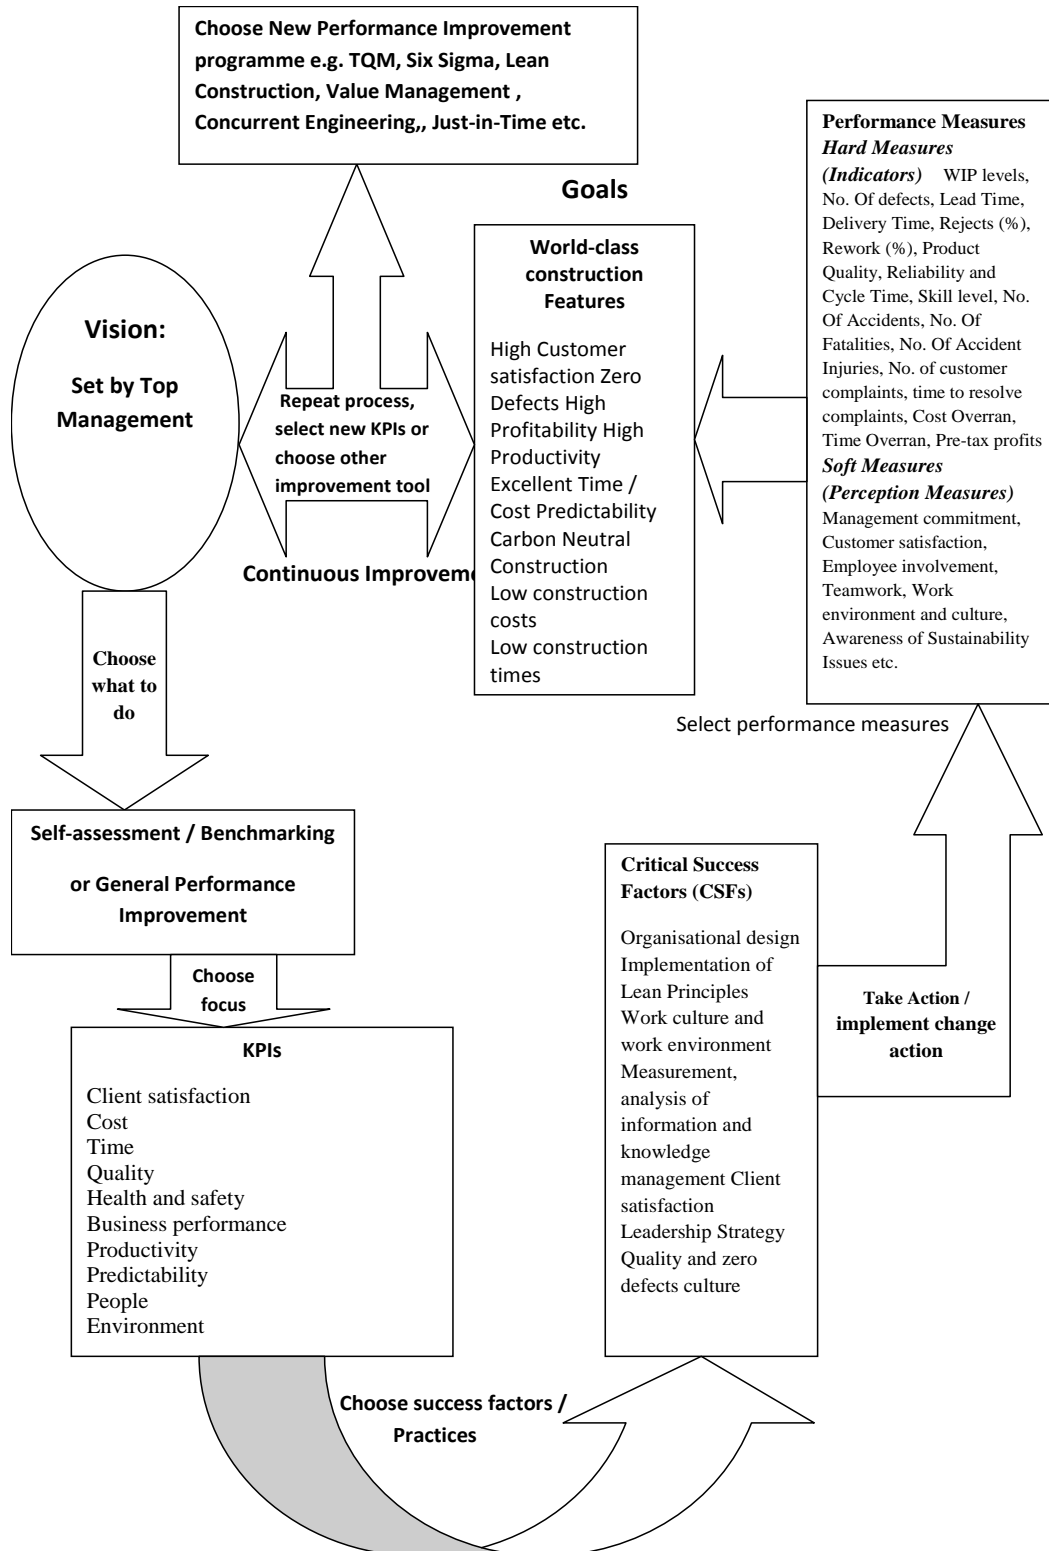 Choose New Performance Improvement
programme e.g. TQM, Six Sigma, Lean
Construction, Value Management ,
Concurrent Engineering,, Just-in-Time etc.
Goals
World-class
construction
Features
High Customer
satisfaction Zero
Defects High
Profitability High
Productivity
Excellent Time /
Cost Predictability
Carbon Neutral
Construction
Low construction
costs
Low construction
times
Performance Measures
Hard Measures
(Indicators) WIP levels,
No. Of defects, Lead Time,
Delivery Time, Rejects (%),
Rework (%), Product
Quality, Reliability and
Cycle Time, Skill level, No.
Of Accidents, No. Of
Fatalities, No. Of Accident
Injuries, No. of customer
complaints, time to resolve
complaints, Cost Overran,
Time Overran, Pre-tax profits
Soft Measures
(Perception Measures)
Management commitment,
Customer satisfaction,
Employee involvement,
Teamwork, Work
environment and culture,
Awareness of Sustainability
Issues etc.
Vision:
Set by Top
Management
Repeat process,
select new KPIs or
choose other
improvement tool
Continuous Improveme
Choose
what to
do
Select performance measures
Self-assessment / Benchmarking
or General Performance
Improvement
Choose
focus
KPIs
Client satisfaction
Cost
Time
Quality
Health and safety
Business performance
Productivity
Predictability
People
Environment
Choose success factors /
Practices
Critical Success
Factors (CSFs)
Organisational design
Implementation of
Lean Principles
Work culture and
work environment
Measurement,
analysis of
information and
knowledge
management Client
satisfaction
Leadership Strategy
Quality and zero
defects culture
Take Action /
implement change
action